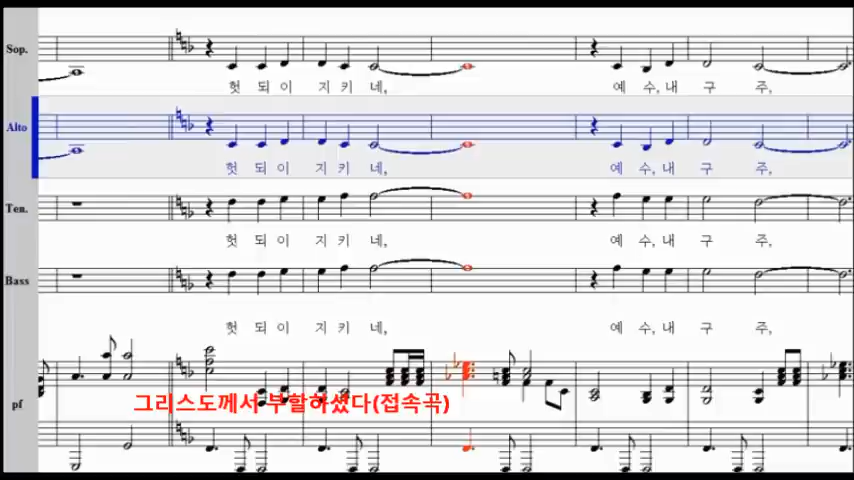 Sop.
헛 되 이 지 키 네, 예 수, 내 구 주,
Alto
헛 되 이 지 키 네, 예 수, 내 구 주,
Ten.
헛 되 이 지 키 네, 예 수, 내 구 주,
Bass
헛 되 이 지 키 네, 예 수, 내 구 주,
pf
그리스도께서 부할하셨다(접속곡)